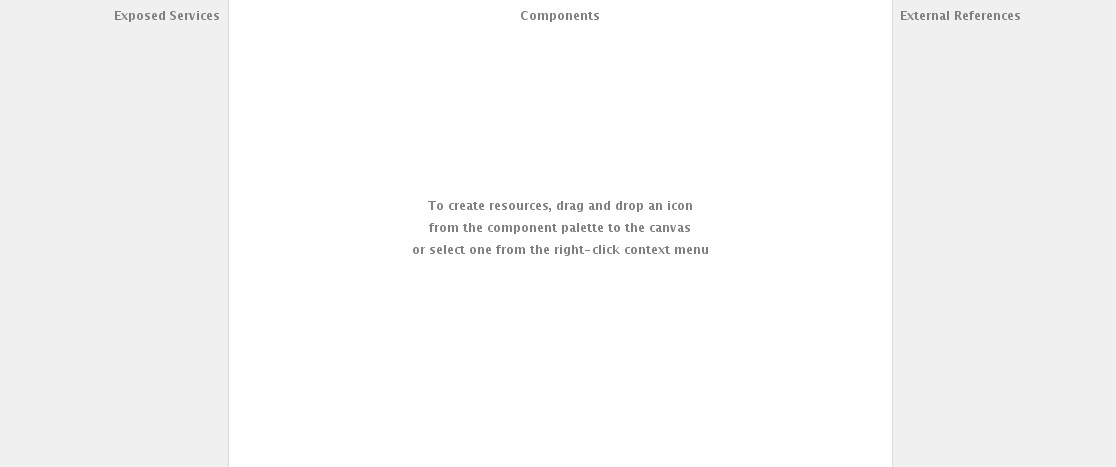 Exposed Services
Components
External References
To create resources, drag and drop an icon
from the component palette to the canvas
or select one from the right-click context menu